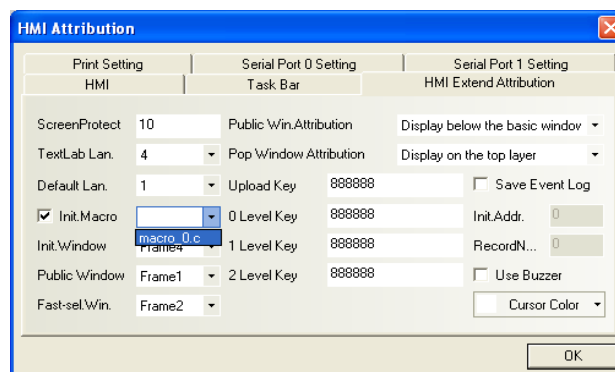 HMI Attribution
Print Setting Serial Port 0 Setting Serial Port 1 Setting
HMI Task Bar HMI Extend Attribution
ScreenProtect 10 Public Win.Attribution Display below the basic window
TextLab Lan. 4 Pop Window Attribution Display on the top layer
Default Lan. 1 Upload Key 888888 Save Event Log
Init.Macro 0 Level Key 888888 Init.Addr. 0
macro_0.c
Init.Window Frame4 1 Level Key 888888 RecordN... 0
Public Window Frame1 2 Level Key 888888 Use Buzzer
Fast-sel.Win. Frame2 Cursor Color
OK